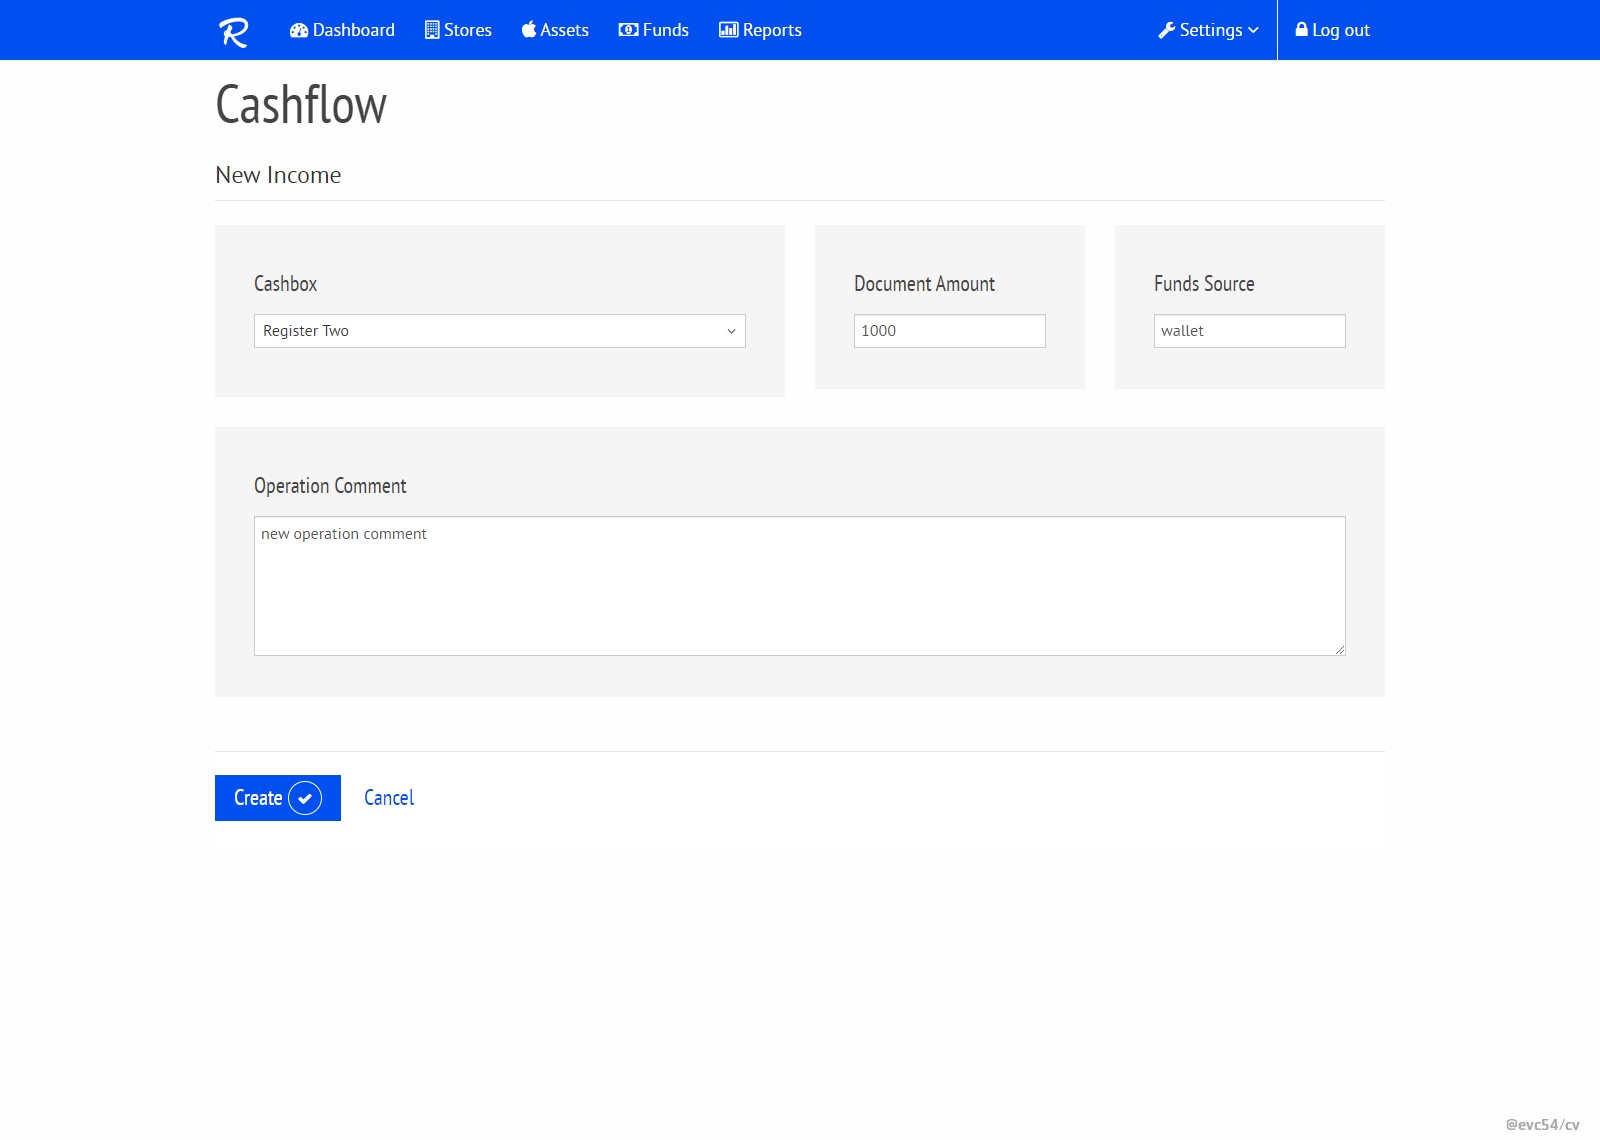 R Dashboard Stores Assets Funds Reports Settings Log out
Cashflow
New Income
Cashbox Document Amount Funds Source
Register Two 1000 wallet
Operation Comment
new operation comment
Create Cancel
@evc54/cv